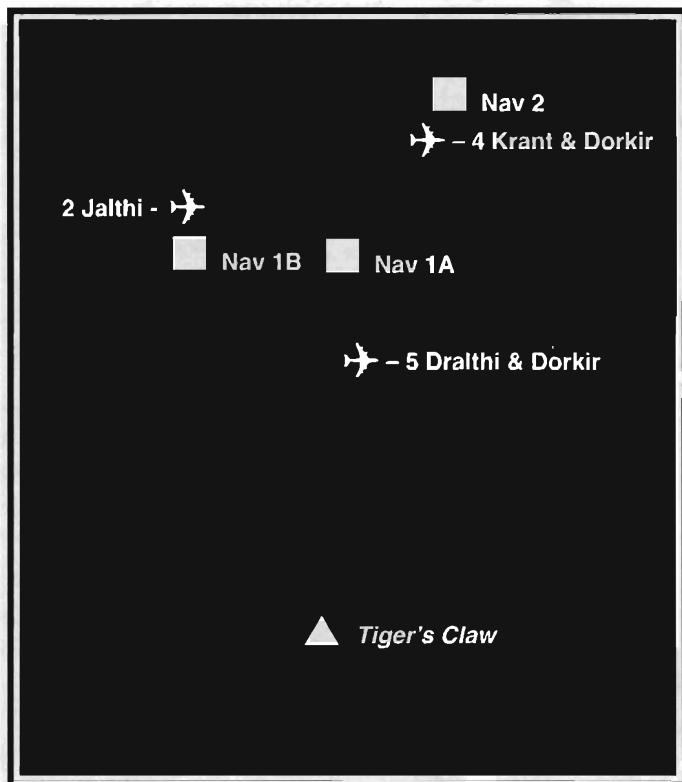 Nav 2
– 4 Krant & Dorkir
2 Jalthi -
Nav 1B
Nav 1A
– 5 Dralthi & Dorkir
Tiger's Claw